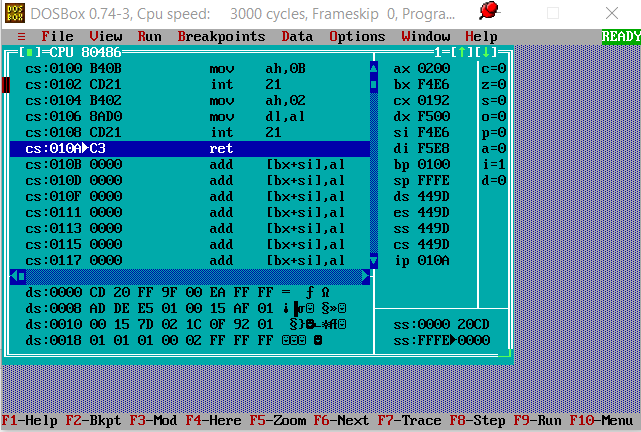 DOSBox 0.74-3, Cpu speed: 3000 cycles, Frameskip 0, Progra...
≡ File View Run Breakpoints Data Options Window Help READY
[■]=CPU 80486 1=[↑][↓]
cs:0100 B40B mov ah,0B ax 0200 c=0
cs:0102 CD21 int 21 bx F4E6 z=0
cs:0104 B402 mov ah,02 cx 0192 s=0
cs:0106 8AD0 mov dl,al dx F500 o=0
cs:0108 CD21 int 21 si F4E6 p=0
cs:010A►C3 ret di F5E8 a=0
cs:010B 0000 add [bx+si],al bp 0100 i=1
cs:010D 0000 add [bx+si],al sp FFFE d=0
cs:010F 0000 add [bx+si],al ds 449D
cs:0111 0000 add [bx+si],al es 449D
cs:0113 0000 add [bx+si],al ss 449D
cs:0115 0000 add [bx+si],al cs 449D
cs:0117 0000 add [bx+si],al ip 010A
ds:0000 CD 20 FF 9F 00 EA FF FF = ƒ Ω
ds:0008 AD DE E5 01 00 15 AF 01 ¡▐σ☺ §»☺
ds:0010 00 15 7D 02 1C 0F 92 01 §}☻∟☼Æ☺ ss:0000 20CD
ds:0018 01 01 01 00 02 FF FF FF ☺☺☺ ☻ ss:FFFE►0000
F1-Help F2-Bkpt F3-Mod F4-Here F5-Zoom F6-Next F7-Trace F8-Step F9-Run F10-Menu